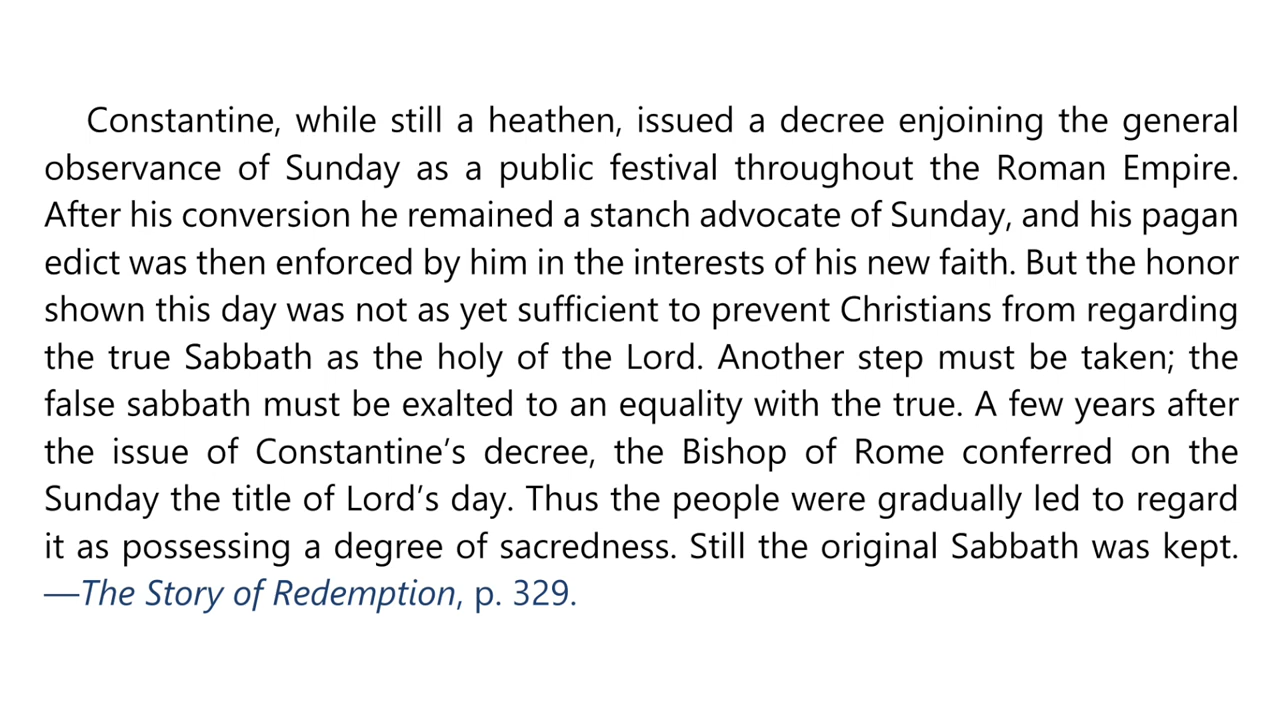 Constantine, while still a heathen, issued a decree enjoining the general
observance of Sunday as a public festival throughout the Roman Empire.
After his conversion he remained a stanch advocate of Sunday, and his pagan
edict was then enforced by him in the interests of his new faith. But the honor
shown this day was not as yet sufficient to prevent Christians from regarding
the true Sabbath as the holy of the Lord. Another step must be taken; the
false sabbath must be exalted to an equality with the true. A few years after
the issue of Constantine’s decree, the Bishop of Rome conferred on the
Sunday the title of Lord’s day. Thus the people were gradually led to regard
it as possessing a degree of sacredness. Still the original Sabbath was kept.
—The Story of Redemption, p. 329.